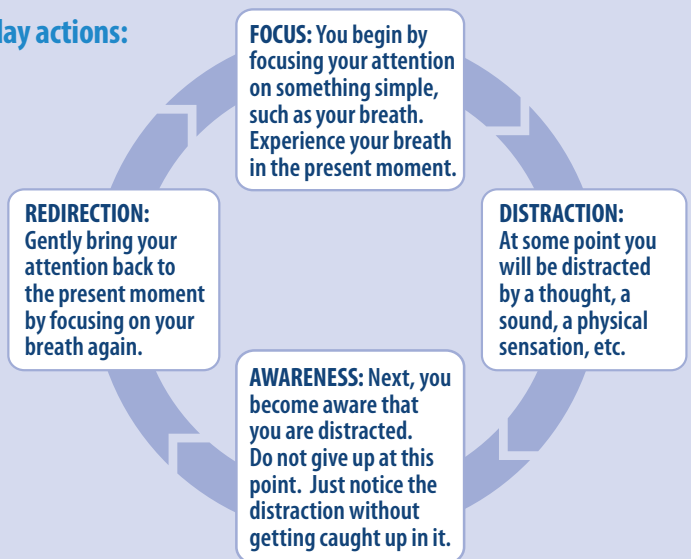 lay actions:
FOCUS: You begin by
focusing your attention
on something simple,
such as your breath.
Experience your breath
in the present moment.
DISTRACTION:
At some point you
will be distracted
by a thought, a
sound, a physical
sensation, etc.
AWARENESS: Next, you
become aware that
you are distracted.
Do not give up at this
point. Just notice the
distraction without
getting caught up in it.
REDIRECTION:
Gently bring your
attention back to
the present moment
by focusing on your
breath again.